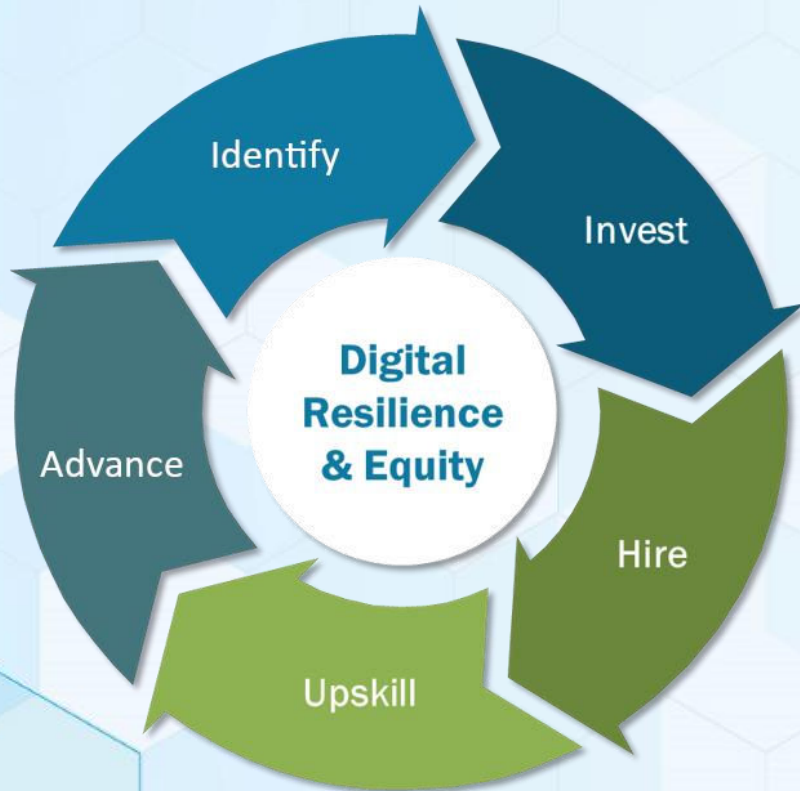 Identify
Invest
Digital
Resilience
& Equity
Advance
Hire
Upskill